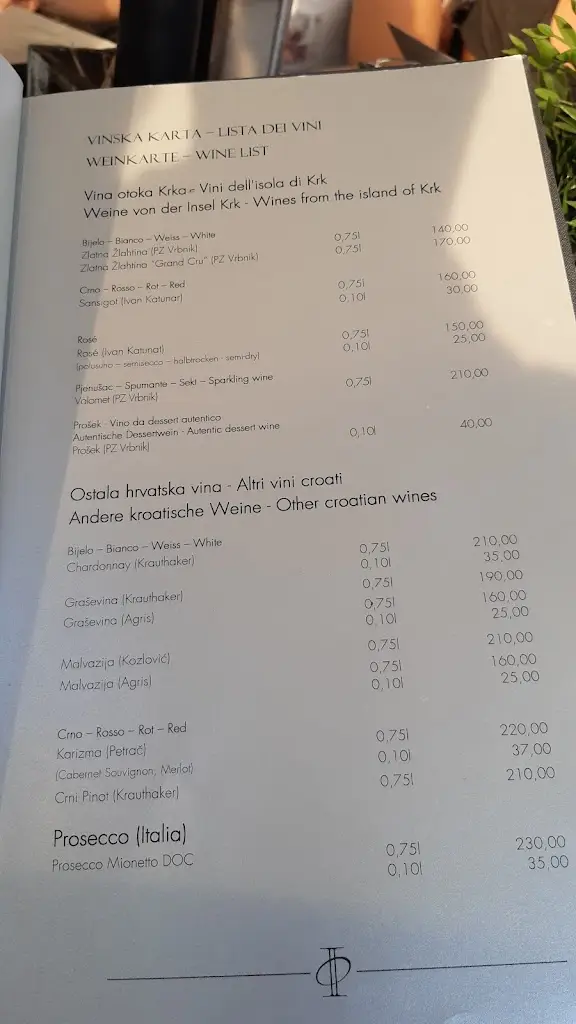 VINSKA KARTA – LISTA DEI VINI
WEINKARTE – WINE LIST
Vina otoka Krka - Vini dell'isola di Krk
Weine von der Insel Krk - Wines from the island of Krk
Bijelo – Bianco – Weiss – White
Zlatna Žlahtina (PZ Vrbnik) 0,75l 140,00
Zlatna Žlahtina "Grand Cru" (PZ Vrbnik) 0,75l 170,00
Crno – Rosso – Rot – Red
Sansigot (Ivan Katunar) 0,75l 160,00
0,10l 30,00
Rosé
Rosé (Ivan Katunat) 0,75l 150,00
(polusuho - semisecco – halbtrocken - semi-dry) 0,10l 25,00
Pjenušac – Spumante – Sekt – Sparkling wine
Valomet (PZ Vrbnik) 0,75l 210,00
Prošek - Vino da dessert autentico
Autentische Dessertwein - Autentic dessert wine
Prošek (PZ Vrbnik) 0,10l 40,00
Ostala hrvatska vina - Altri vini croati
Andere kroatische Weine - Other croatian wines
Bijelo – Bianco – Weiss – White
Chardonnay (Krauthaker) 0,75l 210,00
0,10l 35,00
Graševina (Krauthaker) 0,75l 190,00
Graševina (Agris) 0,75l 160,00
0,10l 25,00
Malvazija (Kozlović) 0,75l 210,00
Malvazija (Agris) 0,75l 160,00
0,10l 25,00
Crno – Rosso – Rot – Red
Karizma (Petrač) 0,75l 220,00
(Cabernet Souvignon, Merlot) 0,10l 37,00
Crni Pinot (Krauthaker) 0,75l 210,00
Prosecco (Italia)
Prosecco Mionetto DOC 0,75l 230,00
0,10l 35,00